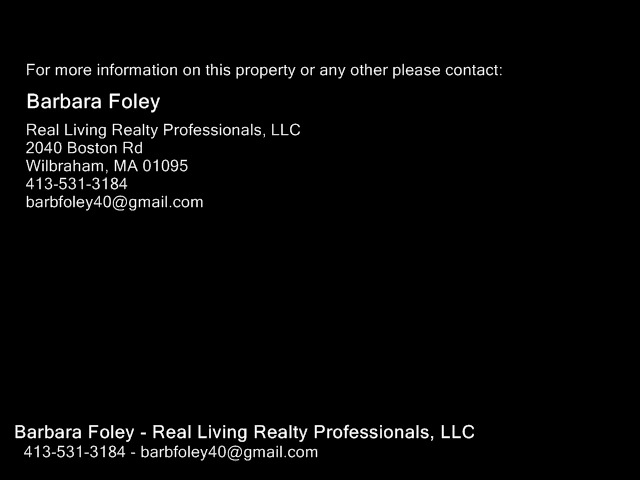 For more information on this property or any other please contact:
Barbara Foley
Real Living Realty Professionals, LLC
2040 Boston Rd
Wilbraham, MA 01095
413-531-3184
barbfoley40@gmail.com
Barbara Foley - Real Living Realty Professionals, LLC
413-531-3184 - barbfoley40@gmail.com